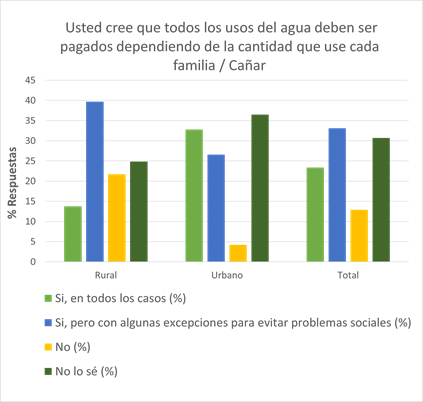 Usted cree que todos los usos del agua deben ser
pagados dependiendo de la cantidad que use cada
familia / Cañar
45
40
35
30
25
20
15
10
5
0
% Respuestas
Rural
Urbano
Total
Si, en todos los casos (%)
Si, pero con algunas excepciones para evitar problemas sociales (%)
No (%)
No lo sé (%)